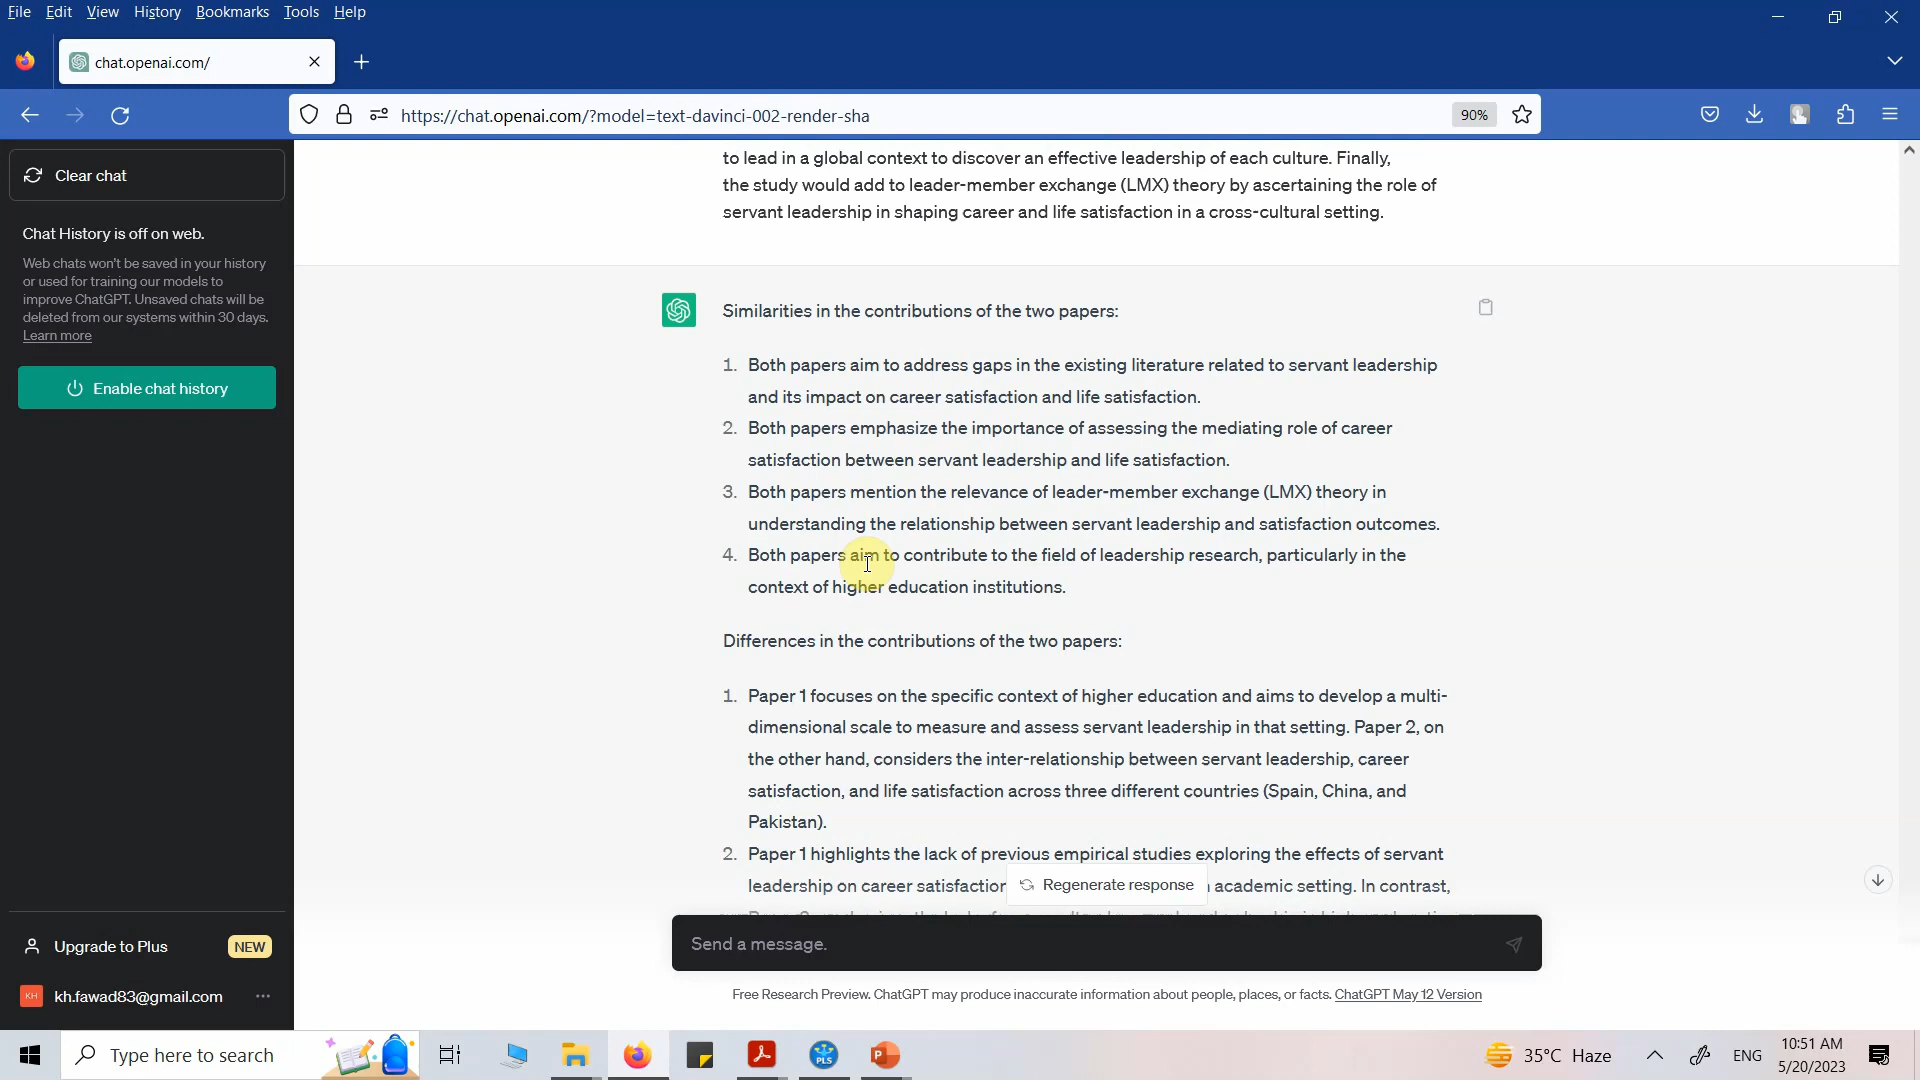 File Edit View History Bookmarks Tools Help
chat.openai.com/
https://chat.openai.com/?model=text-davinci-002-render-sha
90%
Clear chat
Chat History is off on web.
Web chats won't be saved in your history
or used for training our models to
improve ChatGPT. Unsaved chats will be
deleted from our systems within 30 days.
Learn more
Enable chat history
Upgrade to Plus NEW
KH kh.fawad83@gmail.com
to lead in a global context to discover an effective leadership of each culture. Finally,
the study would add to leader-member exchange (LMX) theory by ascertaining the role of
servant leadership in shaping career and life satisfaction in a cross-cultural setting.
Similarities in the contributions of the two papers:
1. Both papers aim to address gaps in the existing literature related to servant leadership
and its impact on career satisfaction and life satisfaction.
2. Both papers emphasize the importance of assessing the mediating role of career
satisfaction between servant leadership and life satisfaction.
3. Both papers mention the relevance of leader-member exchange (LMX) theory in
understanding the relationship between servant leadership and satisfaction outcomes.
4. Both papers aim to contribute to the field of leadership research, particularly in the
context of higher education institutions.
Differences in the contributions of the two papers:
1. Paper 1 focuses on the specific context of higher education and aims to develop a multi-
dimensional scale to measure and assess servant leadership in that setting. Paper 2, on
the other hand, considers the inter-relationship between servant leadership, career
satisfaction, and life satisfaction across three different countries (Spain, China, and
Pakistan).
2. Paper 1 highlights the lack of previous empirical studies exploring the effects of servant
leadership on career satisfaction academic setting. In contrast,
Regenerate response
Send a message.
Free Research Preview. ChatGPT may produce inaccurate information about people, places, or facts. ChatGPT May 12 Version
Type here to search
PLS
35°C Haze
ENG
10:51 AM
5/20/2023